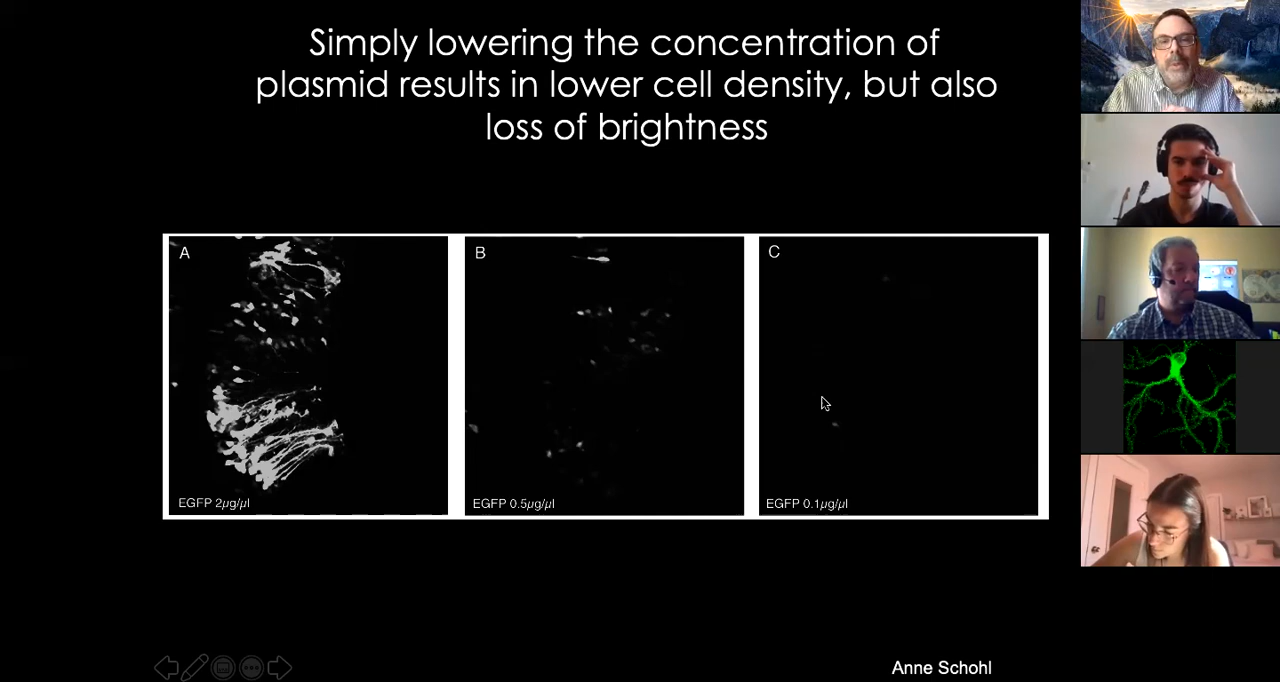 Simply lowering the concentration of
plasmid results in lower cell density, but also
loss of brightness
A
B
C
EGFP 2µg/µl
EGFP 0.5µg/µl
EGFP 0.1µg/µl
Anne Schohl